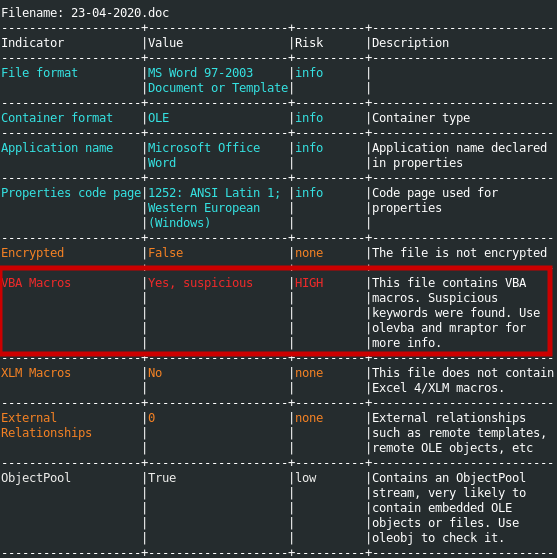 Filename: 23-04-2020.doc
--------------------+--------------------+----------+--------------------------
Indicator           |Value               |Risk      |Description
--------------------+--------------------+----------+--------------------------
File format         |MS Word 97-2003     |info      |
                    |Document or Template|          |
--------------------+--------------------+----------+--------------------------
Container format    |OLE                 |info      |Container type
--------------------+--------------------+----------+--------------------------
Application name    |Microsoft Office    |info      |Application name declared
                    |Word                |          |in properties
--------------------+--------------------+----------+--------------------------
Properties code page|1252: ANSI Latin 1; |info      |Code page used for
                    |Western European    |          |properties
                    |(Windows)           |          |
--------------------+--------------------+----------+--------------------------
Encrypted           |False               |none      |The file is not encrypted
--------------------+--------------------+----------+--------------------------
VBA Macros          |Yes, suspicious     |HIGH      |This file contains VBA
                    |                    |          |macros. Suspicious
                    |                    |          |keywords were found. Use
                    |                    |          |olevba and mraptor for
                    |                    |          |more info.
--------------------+--------------------+----------+--------------------------
XLM Macros          |No                  |none      |This file does not contain
                    |                    |          |Excel 4/XLM macros.
--------------------+--------------------+----------+--------------------------
External            |0                   |none      |External relationships
Relationships       |                    |          |such as remote templates,
                    |                    |          |remote OLE objects, etc
--------------------+--------------------+----------+--------------------------
ObjectPool          |True                |low       |Contains an ObjectPool
                    |                    |          |stream, very likely to
                    |                    |          |contain embedded OLE
                    |                    |          |objects or files. Use
                    |                    |          |oleobj to check it.
--------------------+--------------------+----------+--------------------------